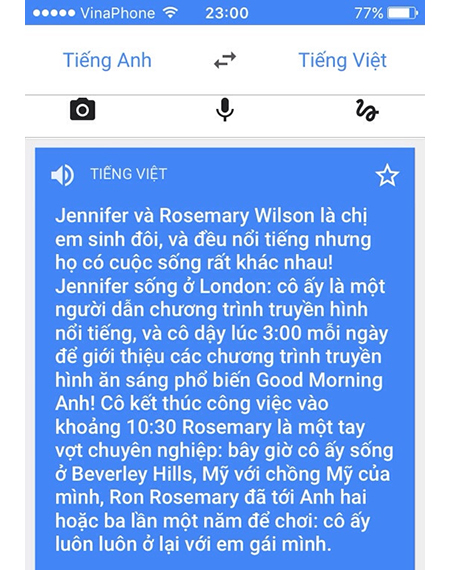 VinaPhone 23:00 77%
Tiếng Anh Tiếng Việt
TIẾNG VIỆT
Jennifer và Rosemary Wilson là chị
em sinh đôi, và đều nổi tiếng nhưng
họ có cuộc sống rất khác nhau!
Jennifer sống ở London: cô ấy là một
người dẫn chương trình truyền hình
nổi tiếng, và cô dậy lúc 3:00 mỗi ngày
để giới thiệu các chương trình truyền
hình ăn sáng phổ biến Good Morning
Anh! Cô kết thúc công việc vào
khoảng 10:30 Rosemary là một tay
vợt chuyên nghiệp: bây giờ cô ấy sống
ở Beverley Hills, Mỹ với chồng Mỹ của
mình, Ron Rosemary đã tới Anh hai
hoặc ba lần một năm để chơi: cô ấy
luôn luôn ở lại với em gái mình.